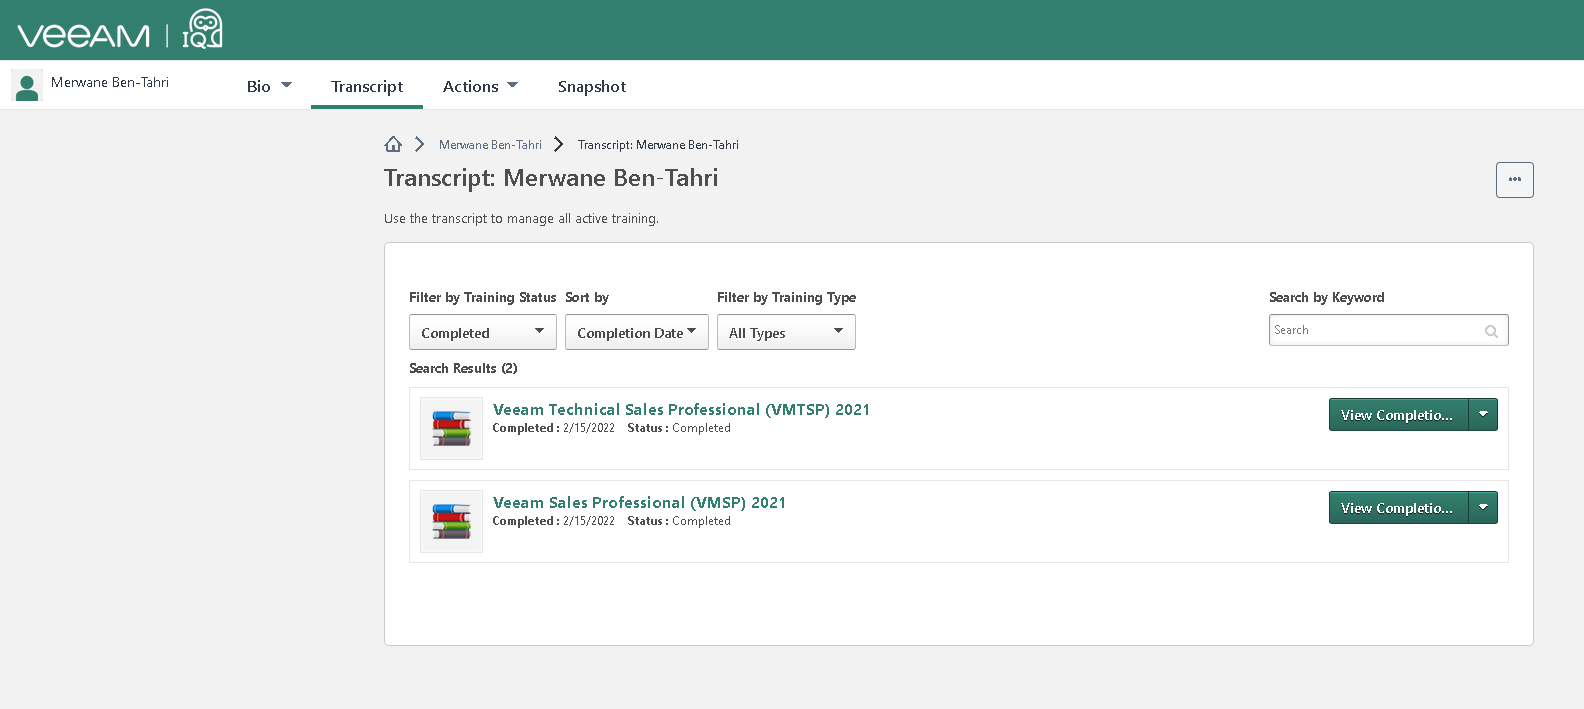 veeAM | IQ
Merwane Ben-Tahri
Bio
Transcript
Actions
Snapshot
Merwane Ben-Tahri
Transcript: Merwane Ben-Tahri
Transcript: Merwane Ben-Tahri
...
Use the transcript to manage all active training.
Filter by Training Status
Sort by
Filter by Training Type
Search by Keyword
Completed
Completion Date
All Types
Search
Search Results (2)
Veeam Technical Sales Professional (VMTSP) 2021
View Completio...
Completed : 2/15/2022 Status : Completed
Veeam Sales Professional (VMSP) 2021
View Completio...
Completed : 2/15/2022 Status : Completed